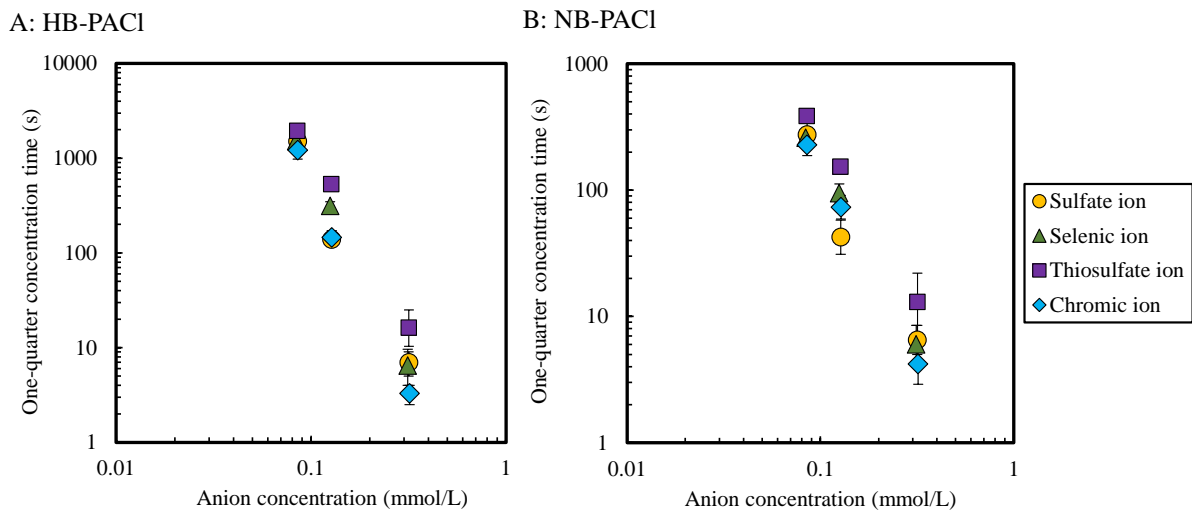 A: HB-PACl
One-quarter concentration time (s)
10000
1000
100
10
1
0.01
0.1
1
Anion concentration (mmol/L)
B: NB-PACl
One-quarter concentration time (s)
1000
100
10
1
0.01
0.1
1
Anion concentration (mmol/L)
Sulfate ion
Selenic ion
Thiosulfate ion
Chromic ion